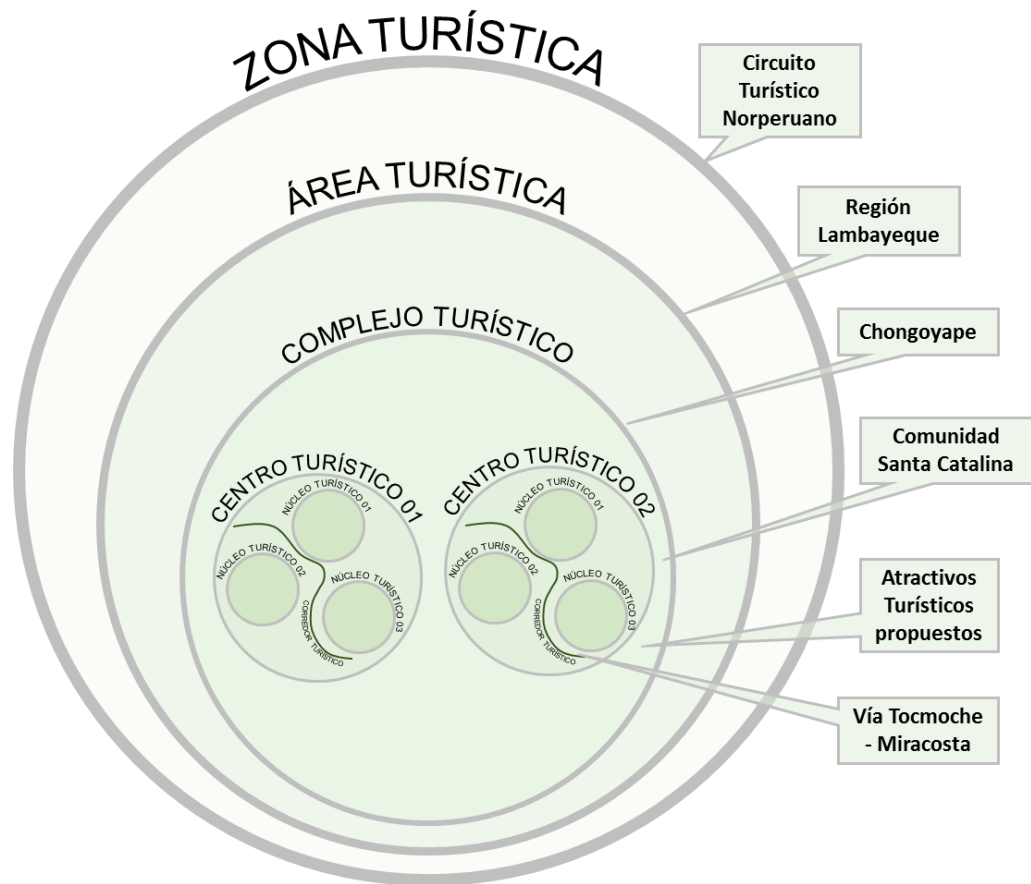 ZONA TURÍSTICA
Circuito
Turístico
Norperuano
ÁREA TURÍSTICA
Región
Lambayeque
COMPLEJO TURÍSTICO
Chongoyape
Comunidad
Santa Catalina
CENTRO TURÍSTICO 01
NÚCLEO TURÍSTICO 01
NÚCLEO TURÍSTICO 02
NÚCLEO TURÍSTICO 03
CORREDOR TURÍSTICO
CENTRO TURÍSTICO 02
NÚCLEO TURÍSTICO 01
NÚCLEO TURÍSTICO 02
NÚCLEO TURÍSTICO 03
CORREDOR TURÍSTICO
Atractivos
Turísticos
propuestos
Vía Tocmoche
- Miracosta